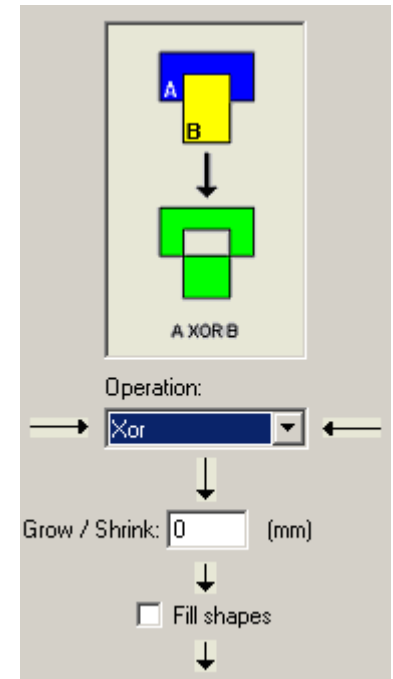 A
B
A XOR B
Operation:
Xor
Grow / Shrink: 0 (mm)
Fill shapes